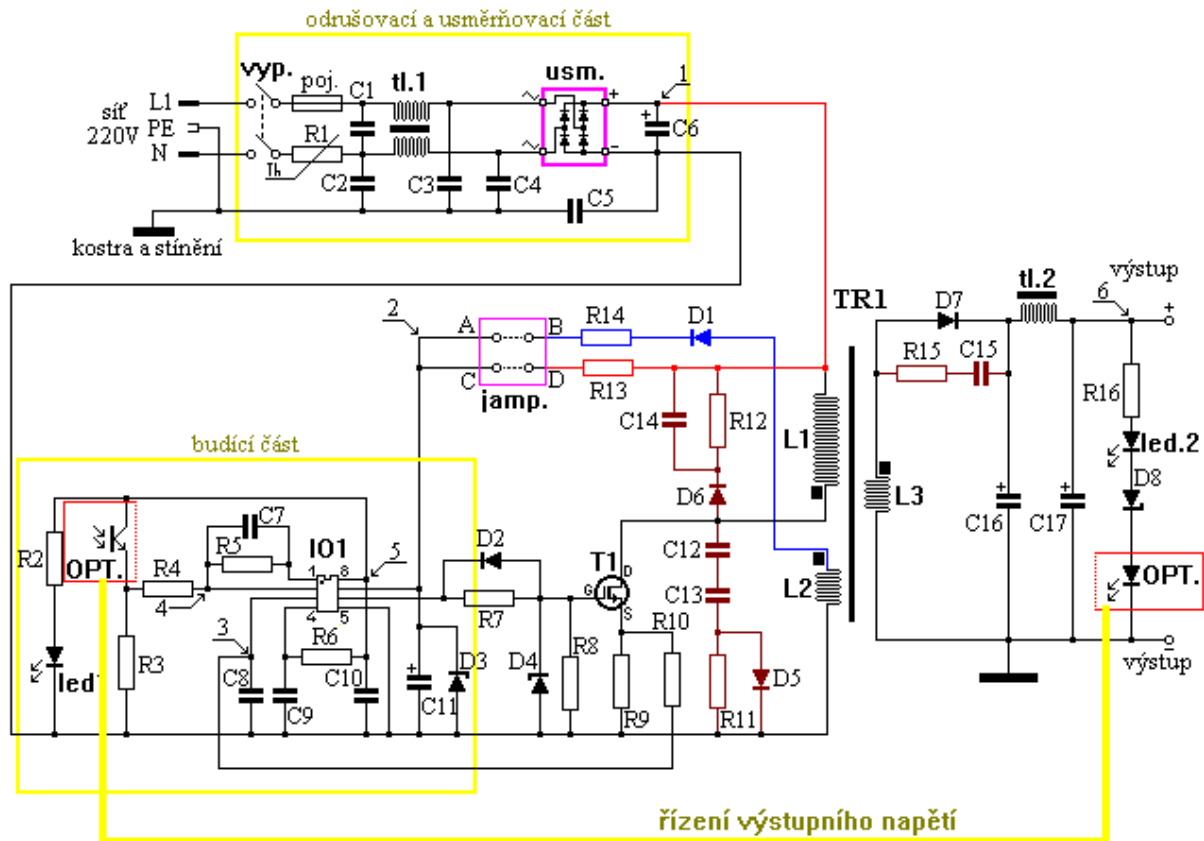 odrušovací a usměrňovací část
vyp.
poj.
C1
tl.1
usm.
1
síť
220V
L1
PE
N
R1
Th
C2
C3
C4
C5
C6
+
+
-
kostra a stínění
2
A
B
C
D
jamp.
R14
D1
R13
C14
R12
D6
L1
TR1
L2
L3
D7
tl.2
6
výstup
+
R15
C15
R16
led.2
D8
+
C16
+
C17
OPT.
-
výstup
budící část
R2
OPT.
C7
R5
R4
4
IO1
1
8
4
5
5
D2
R7
T1
G
D
S
C12
C13
R10
3
R3
led
C8
C9
R6
C10
+
C11
D3
D4
R8
R9
R11
D5
řízení výstupního napětí